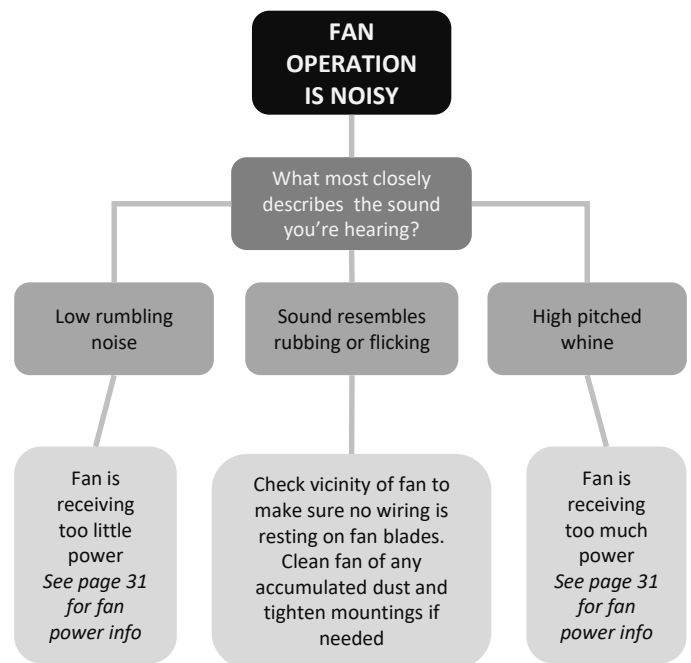 FAN
OPERATION
IS NOISY
What most closely
describes the sound
you’re hearing?
Low rumbling
noise
Sound resembles
rubbing or flicking
High pitched
whine
Fan is
receiving
too little
power
See page 31
for fan
power info
Check vicinity of fan to
make sure no wiring is
resting on fan blades.
Clean fan of any
accumulated dust and
tighten mountings if
needed
Fan is
receiving
too much
power
See page 31
for fan
power info